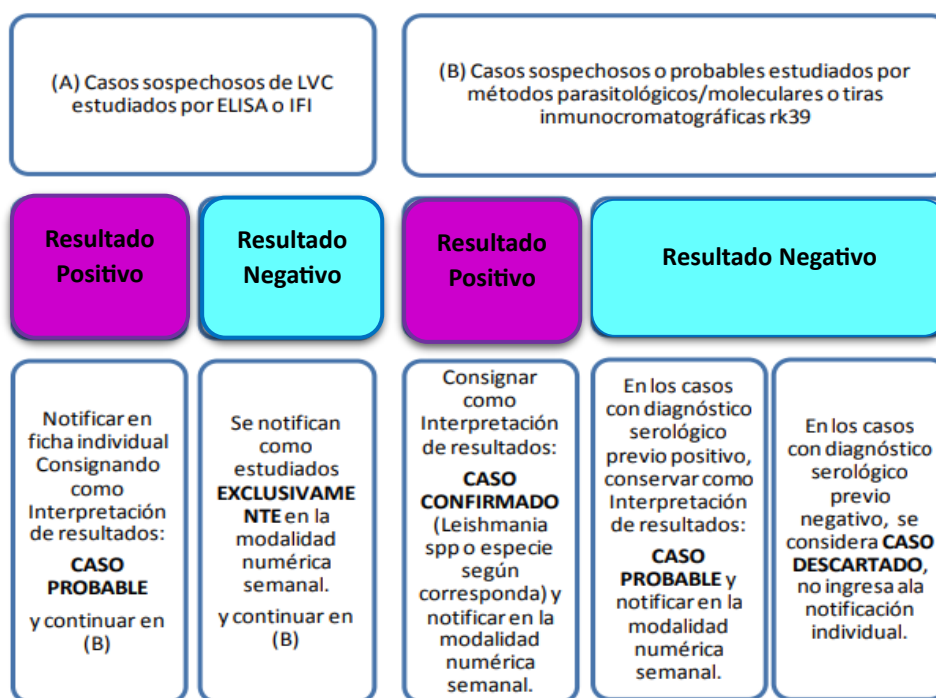 (A) Casos sospechosos de LVC
estudiados por ELISA o IFI
(B) Casos sospechosos o probables estudiados por
métodos parasitológicos/moleculares o tiras
inmunocromatográficas rk39
Resultado
Positivo
Resultado
Negativo
Resultado
Positivo
Resultado Negativo
Notificar en
ficha individual
Consignando
como
Interpretación
de resultados:
CASO
PROBABLE
y continuar en
(B)
Se notifican
como
estudiados
EXCLUSIVAME
NTE en la
modalidad
numérica
semanal.
y continuar en
(B)
Consignar
como
Interpretación
de resultados:
CASO
CONFIRMADO
(Leishmania
spp o especie
según
corresponda) y
notificar en la
modalidad
numérica
semanal.
En los casos
con diagnóstico
serológico
previo positivo,
conservar como
Interpretación
de resultados:
CASO
PROBABLE y
notificar en la
modalidad
numérica
semanal.
En los casos
con diagnóstico
serológico
previo
negativo, se
considera CASO
DESCARTADO,
no ingresa ala
notificación
individual.